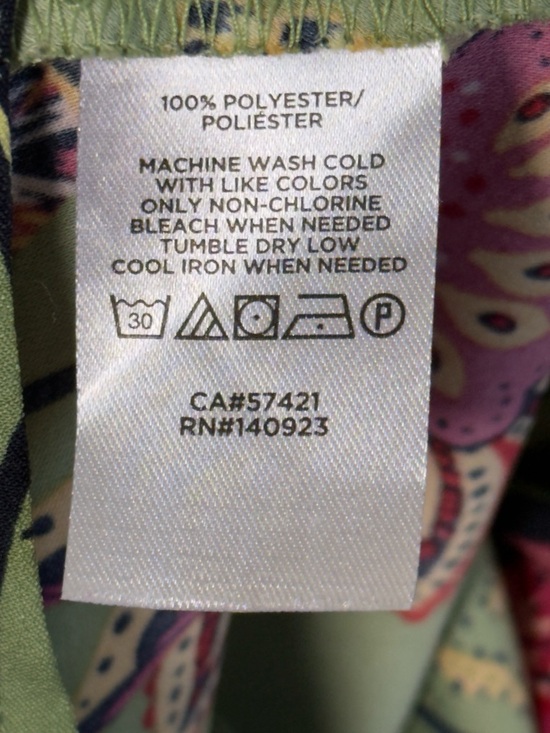 100% POLYESTER/
POLIÉSTER
MACHINE WASH COLD
WITH LIKE COLORS
ONLY NON-CHLORINE
BLEACH WHEN NEEDED
TUMBLE DRY LOW
COOL IRON WHEN NEEDED
30 P
CA#57421
RN#140923